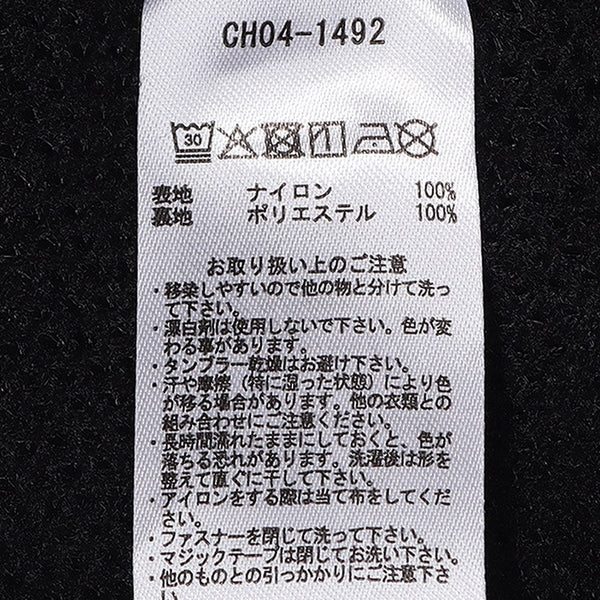 CH04-1492
30
表地 ナイロン 100%
裏地 ポリエステル 100%
お取り扱い上のご注意
・移染しやすいので他の物と分けて洗っ
て下さい。
・漂白剤は使用しないで下さい。色が変
わる事があります。
・タンブラー乾燥はお避け下さい。
・汗や摩擦（特に湿った状態）により色
が移る場合があります。他の衣類との
組み合わせにご注意ください。
・長時間濡れたままにしておくと、色が
落ちる恐れがあります。洗濯後は形を
整えて直ぐに干して下さい。
・アイロンをする際は当て布をしてくだ
さい。
・ファスナーを閉じて洗って下さい。
・マジックテープは閉じてお洗い下さい。
・他のものとの引っかかりにご注意くだ
さい。